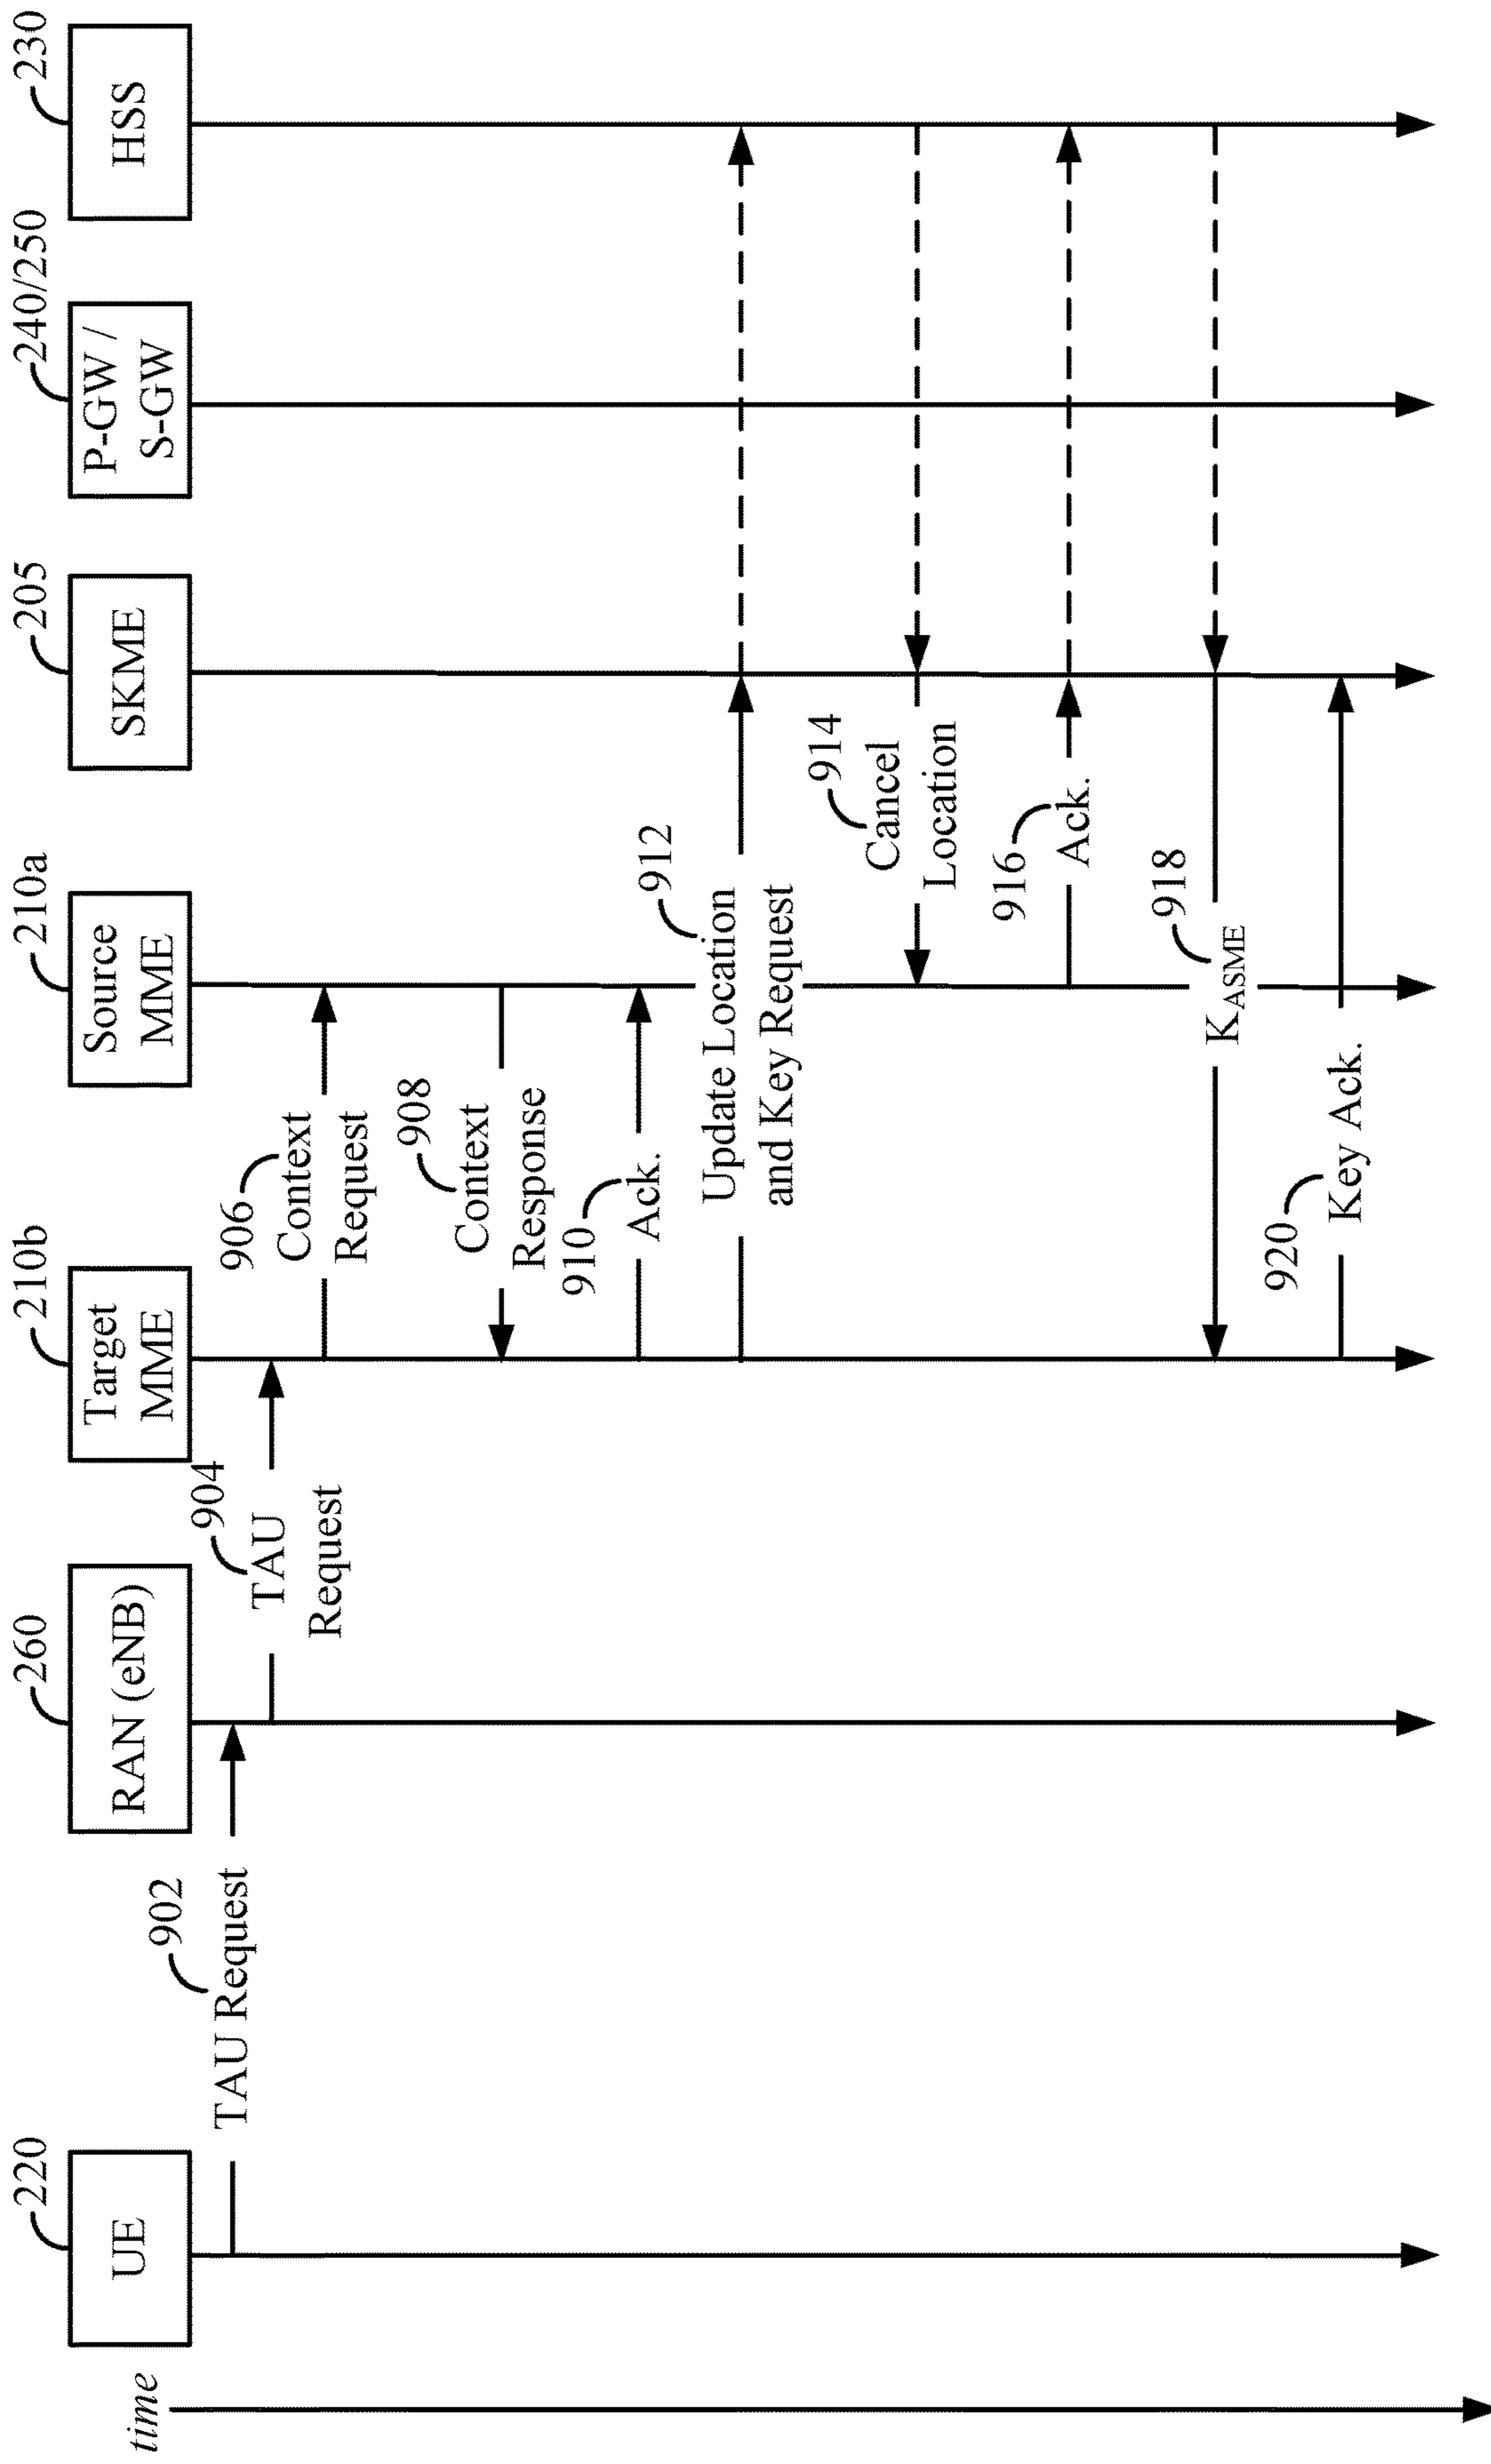 time
220
UE
260
RAN (eNB)
210b
Target
MME
210a
Source
MME
205
SKME
240/250
P-GW /
S-GW
230
HSS
902
TAU Request
904
TAU
Request
906
Context
Request
908
Context
Response
910
Ack.
912
Update Location
and Key Request
914
Cancel
Location
916
Ack.
918
KASME
920
Key Ack.